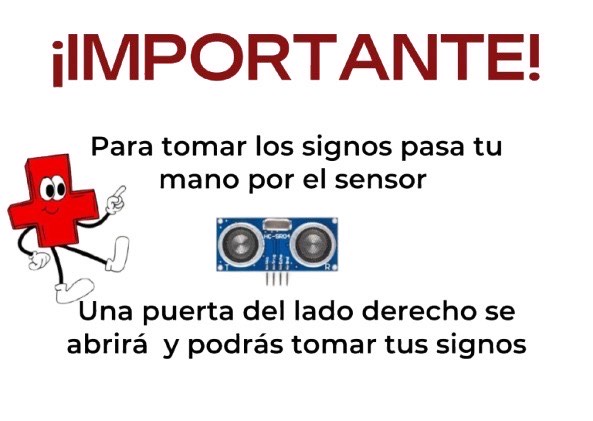 ¡IMPORTANTE!
Para tomar los signos pasa tu
mano por el sensor
HC-SR04
T
R
Una puerta del lado derecho se
abrirá y podrás tomar tus signos